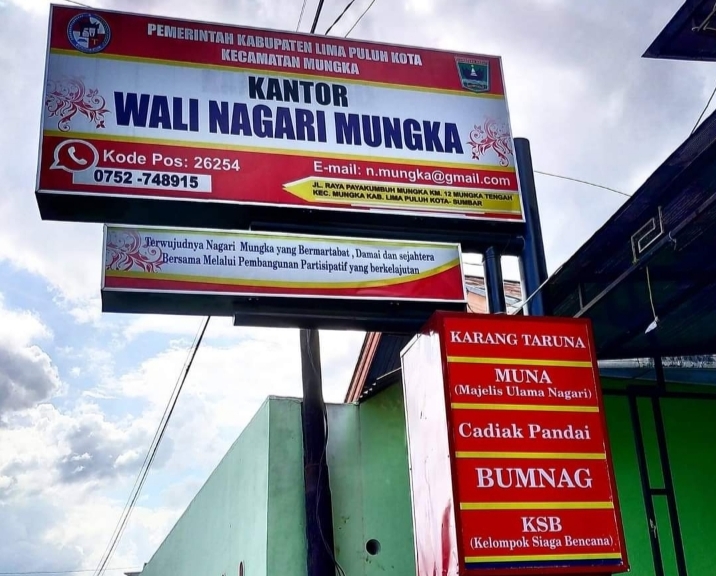 PEMERINTAH KABUPATEN LIMA PULUH KOTA
KECAMATAN MUNGKA
KANTOR
WALI NAGARI MUNGKA
Kode Pos: 26254
0752 -748915
E-mail: n.mungka@gmail.com
JL. RAYA PAYAKUMBUH MUNGKA KM. 12 MUNGKA TENGAH
KEC. MUNGKA KAB. LIMA PULUH KOTA- SUMBAR
Terwujudnya Nagari Mungka yang Bermartabat , Damai dan sejahtera
Bersama Melalui Pembangunan Partisipatif yang berkelajutan
KARANG TARUNA
MUNA
(Majelis Ulama Nagari)
Cadiak Pandai
BUMNAG
KSB
(Kelompok Siaga Bencana)